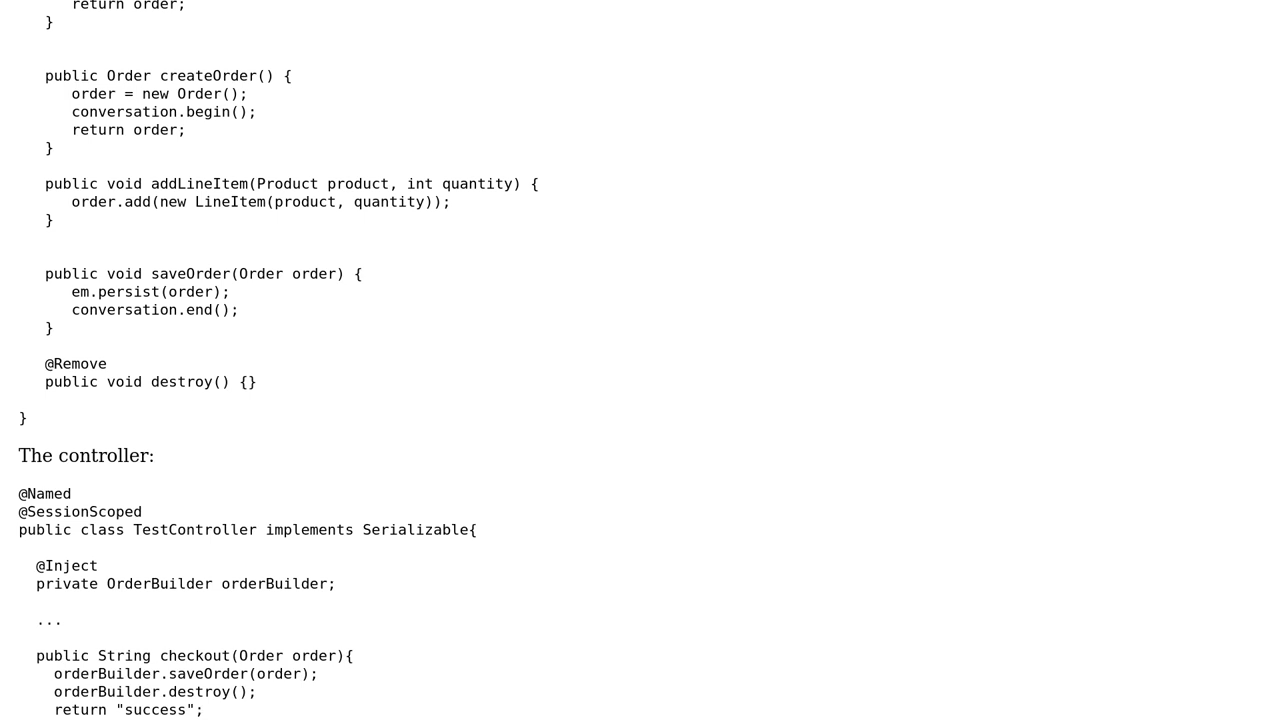 return order;
}
public Order createOrder() {
order = new Order();
conversation.begin();
return order;
}
public void addLineItem(Product product, int quantity) {
order.add(new LineItem(product, quantity));
}
public void saveOrder(Order order) {
em.persist(order);
conversation.end();
}
@Remove
public void destroy() {}
}
The controller:
@Named
@SessionScoped
public class TestController implements Serializable{
@Inject
private OrderBuilder orderBuilder;
...
public String checkout(Order order){
orderBuilder.saveOrder(order);
orderBuilder.destroy();
return "success";